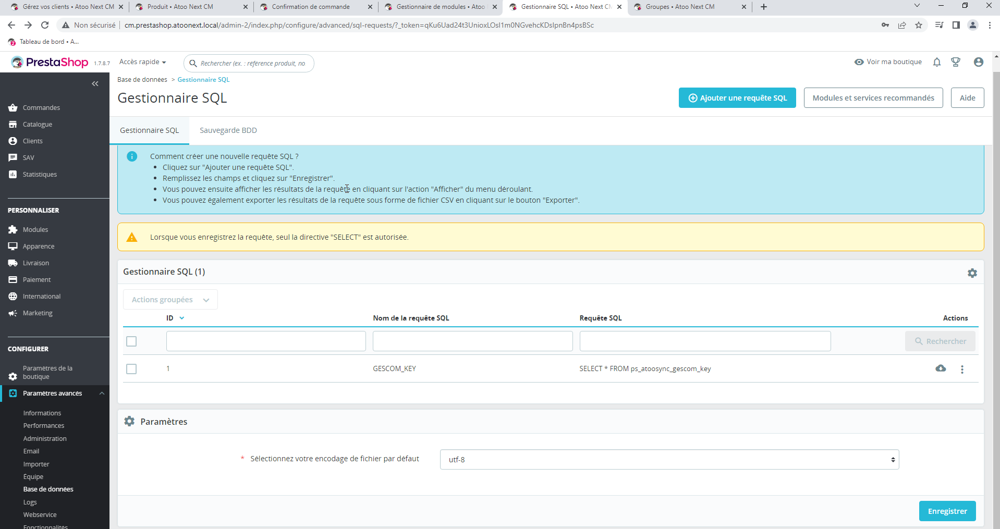 Gérez vos clients • Atoo Next CM
Produit • Atoo Next CM
Confirmation de commande
Gestionnaire de modules • Atoo
Gestionnaire SQL • Atoo Next CM
Groupes • Atoo Next CM
Non sécurisé
cm.prestashop.atoonext.local/admin-2/index.php/configure/advanced/sql-requests/?_token=qKu6Uad24t3UnioxLOsI1m0NGvehcKDsIpnBn4psBSc
Tableau de bord • A...
PrestaShop 1.7.8.7
Accès rapide
Rechercher (ex. : référence produit, no
Voir ma boutique
Base de données > Gestionnaire SQL
Gestionnaire SQL
Ajouter une requête SQL
Modules et services recommandés
Aide
Gestionnaire SQL
Sauvegarde BDD
Commandes
Catalogue
Clients
SAV
Statistiques
PERSONNALISER
Modules
Apparence
Livraison
Paiement
International
Marketing
CONFIGURER
Paramètres de la
boutique
Paramètres avancés
Informations
Performances
Administration
Email
Importer
Équipe
Base de données
Logs
Webservice
Fonctionnalités
Comment créer une nouvelle requête SQL ?
• Cliquez sur "Ajouter une requête SQL".
• Remplissez les champs et cliquez sur "Enregistrer".
• Vous pouvez ensuite afficher les résultats de la requête en cliquant sur l'action "Afficher" du menu déroulant.
• Vous pouvez également exporter les résultats de la requête sous forme de fichier CSV en cliquant sur le bouton "Exporter".
Lorsque vous enregistrez la requête, seul la directive "SELECT" est autorisée.
Gestionnaire SQL (1)
Actions groupées
ID
Nom de la requête SQL
Requête SQL
Actions
Rechercher
1
GESCOM_KEY
SELECT * FROM ps_atoosync_gescom_key
Paramètres
* Sélectionnez votre encodage de fichier par défaut
utf-8
Enregistrer